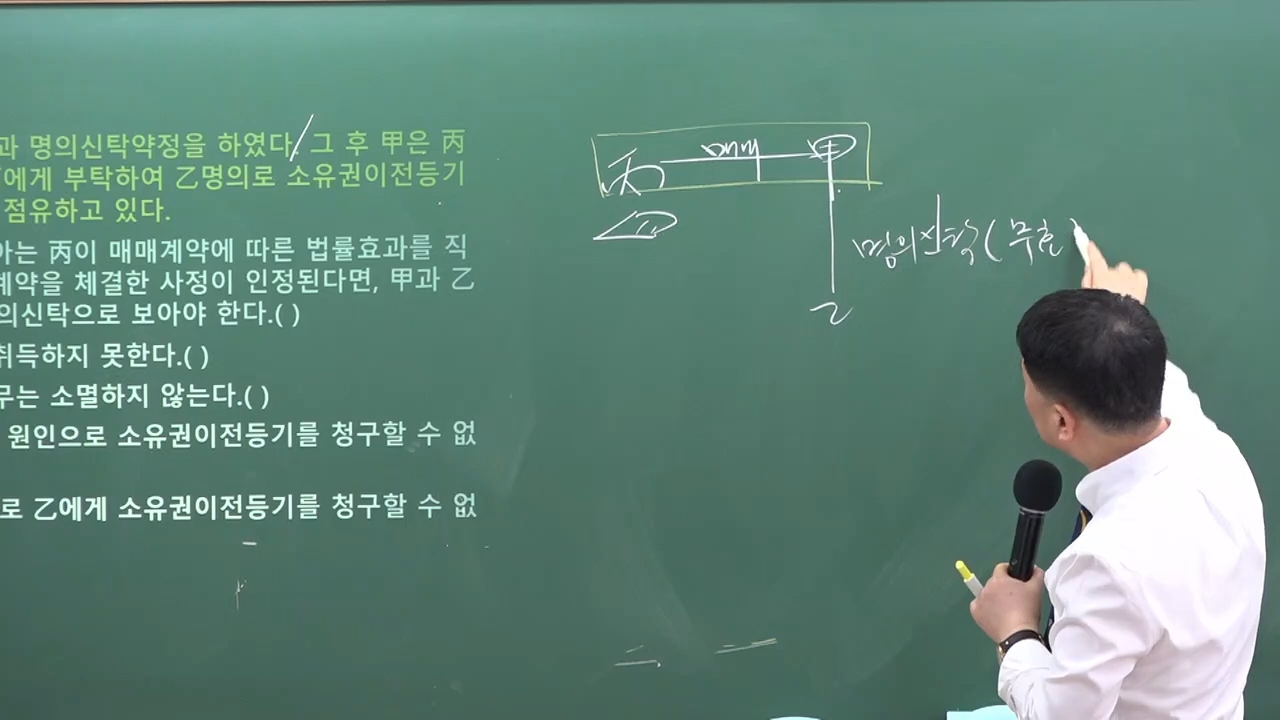 과 명의신탁약정을 하였다. 그 후 甲은 丙
에게 부탁하여 乙명의로 소유권이전등기
점유하고 있다.
아는 丙이 매매계약에 따른 법률효과를 직
계약을 체결한 사정이 인정된다면, 甲과 乙
의신탁으로 보아야 한다.( )
취득하지 못한다.( )
무는 소멸하지 않는다.( )
원인으로 소유권이전등기를 청구할 수 없
로 乙에게 소유권이전등기를 청구할 수 없
丙 매매 甲
명의신탁(무효)
乙